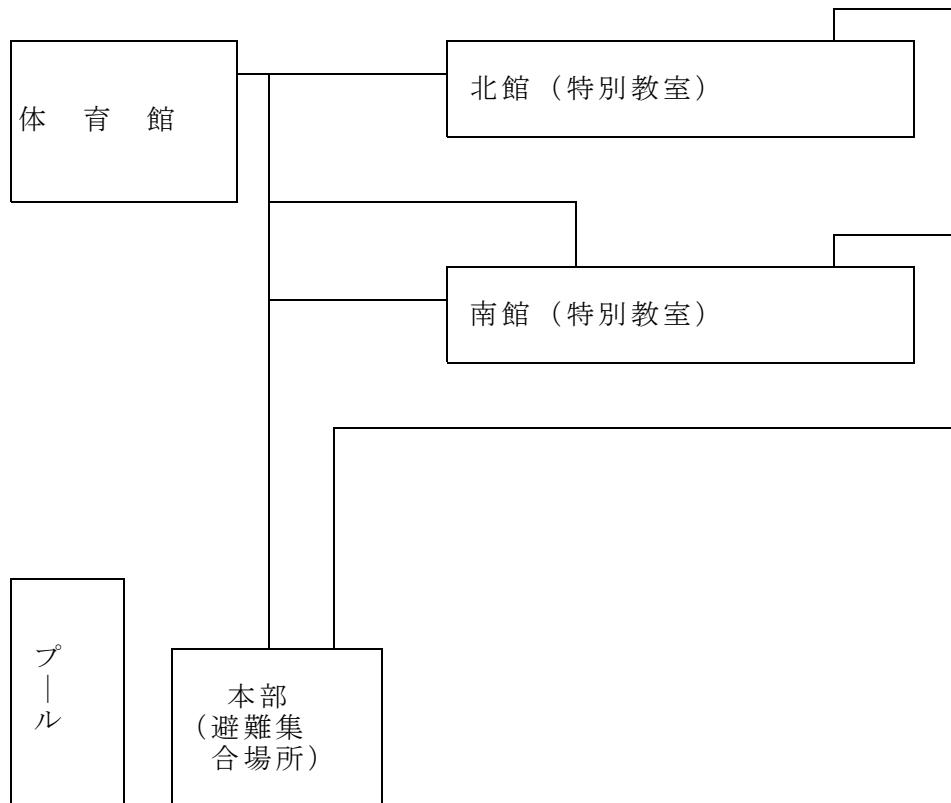 体　育　館
北館（特別教室）
南館（特別教室）
プール
本部
（避難集
合場所）